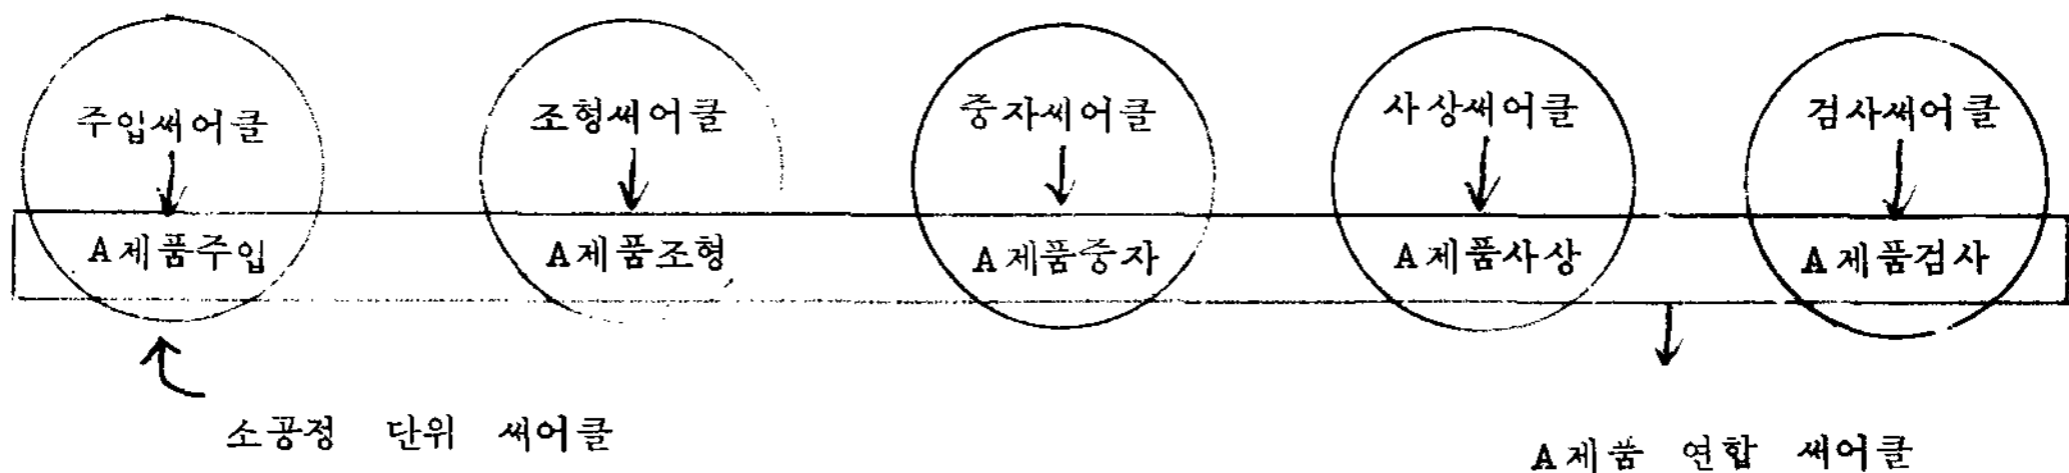 주입써어클 조형써어클 중자써어클 사상써어클 검사써어클
A제품주입 A제품조형 A제품중자 A제품사상 A제품검사
소공정 단위 써어클
A제품 연합 써어클